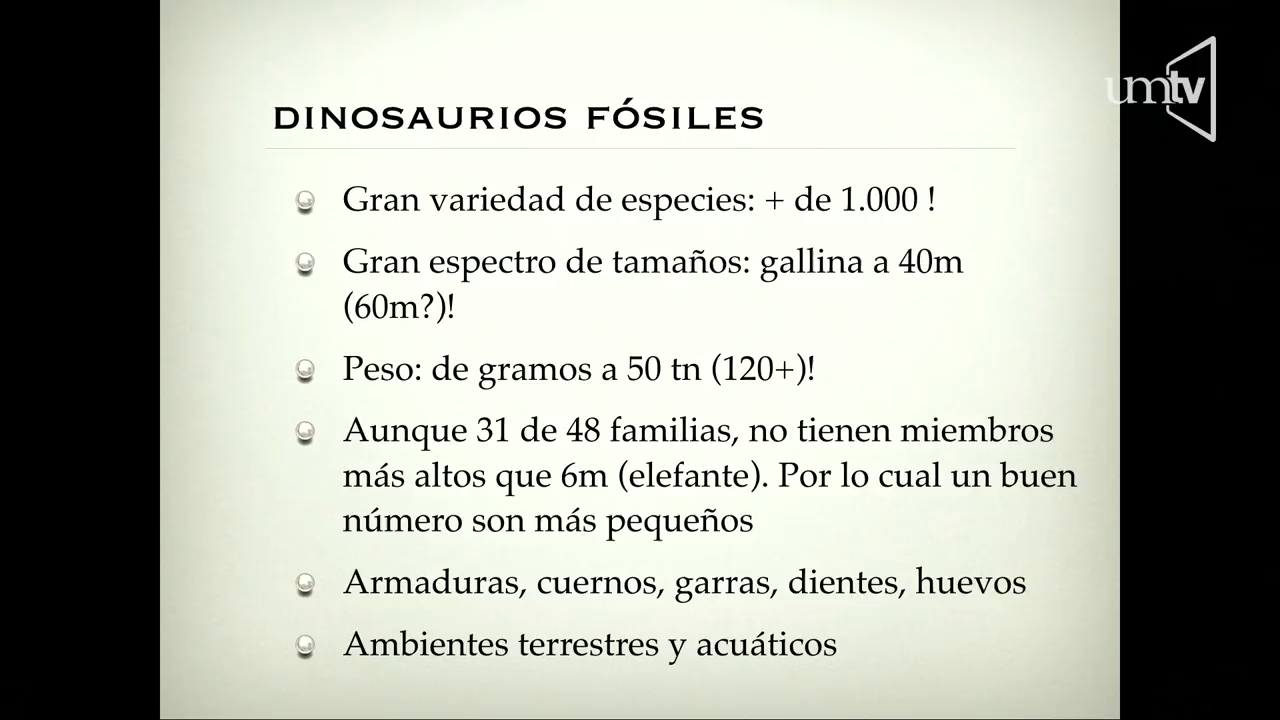 umtv
DINOSAURIOS FÓSILES
Gran variedad de especies: + de 1.000 !
Gran espectro de tamaños: gallina a 40m
(60m?)!
Peso: de gramos a 50 tn (120+)!
Aunque 31 de 48 familias, no tienen miembros
más altos que 6m (elefante). Por lo cual un buen
número son más pequeños
Armaduras, cuernos, garras, dientes, huevos
Ambientes terrestres y acuáticos